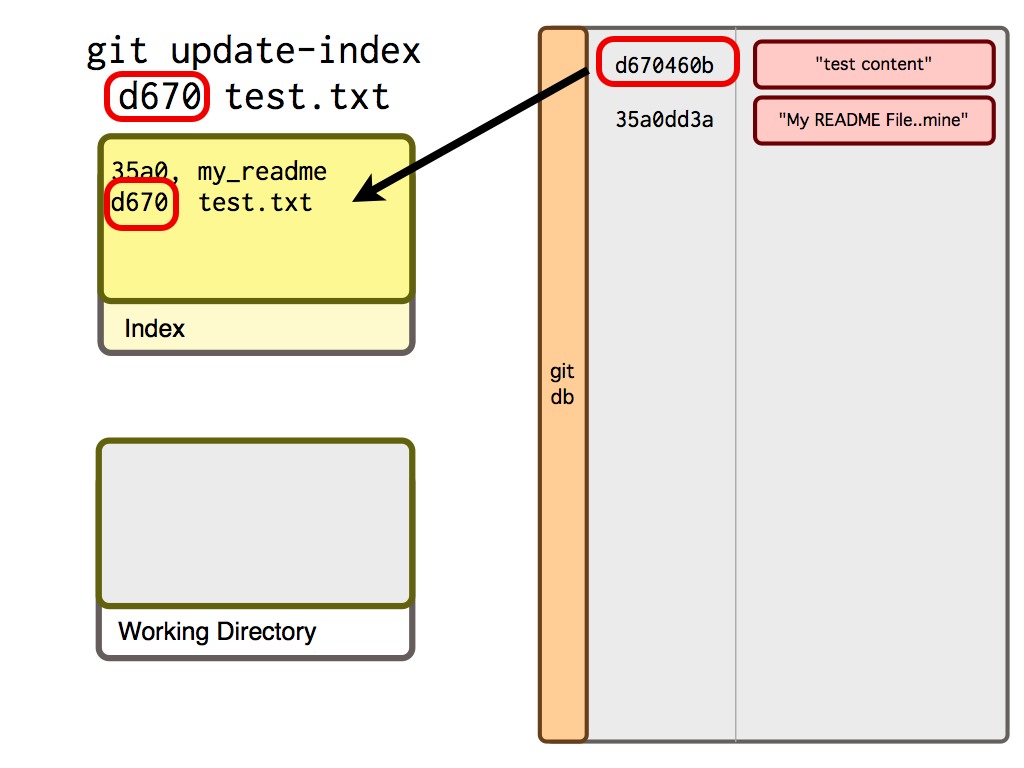 git update-index
d670 test.txt
35a0, my_readme
d670 test.txt
Index
Working Directory
git
db
d670460b
"test content"
35a0dd3a
"My README File..mine"